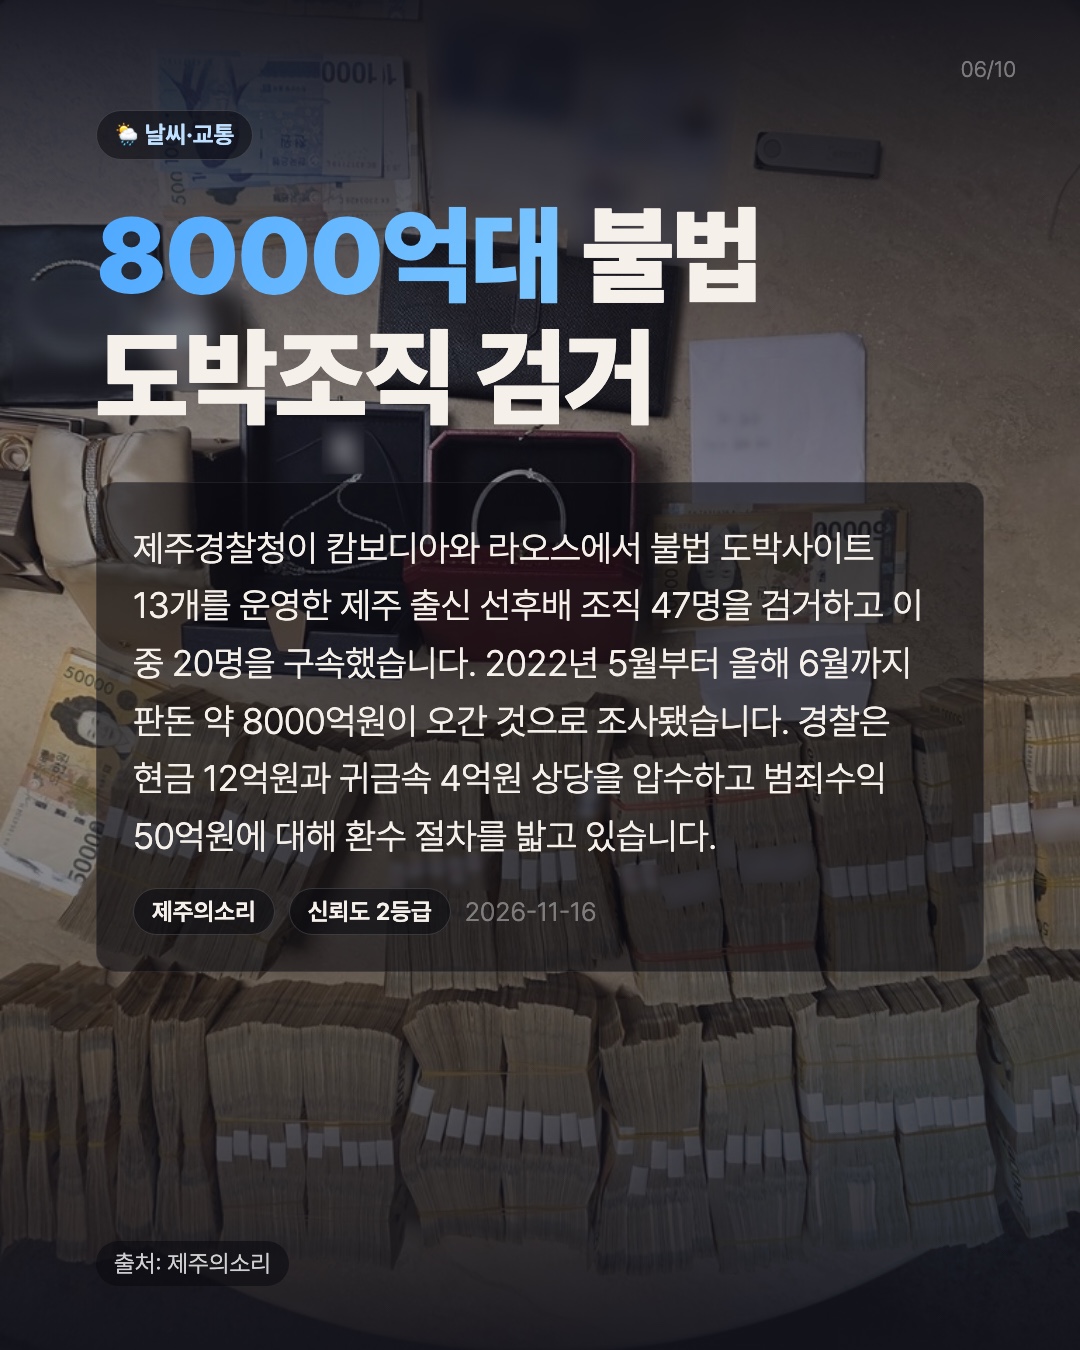 06/10
날씨·교통
8000억대 불법
도박조직 검거
제주경찰청이 캄보디아와 라오스에서 불법 도박사이트
13개를 운영한 제주 출신 선후배 조직 47명을 검거하고 이
중 20명을 구속했습니다. 2022년 5월부터 올해 6월까지
판돈 약 8000억원이 오간 것으로 조사됐습니다. 경찰은
현금 12억원과 귀금속 4억원 상당을 압수하고 범죄수익
50억원에 대해 환수 절차를 밟고 있습니다.
제주의소리 신뢰도 2등급 2026-11-16
출처: 제주의소리
50000
50000